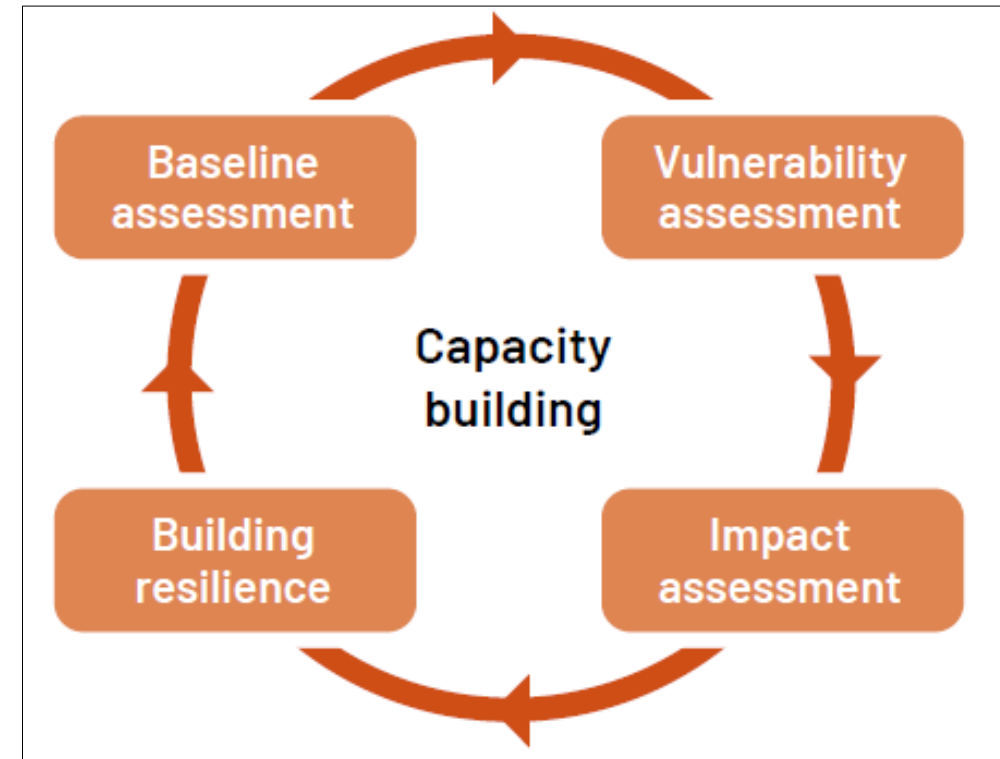 Baseline
assessment
Vulnerability
assessment
Capacity
building
Building
resilience
Impact
assessment